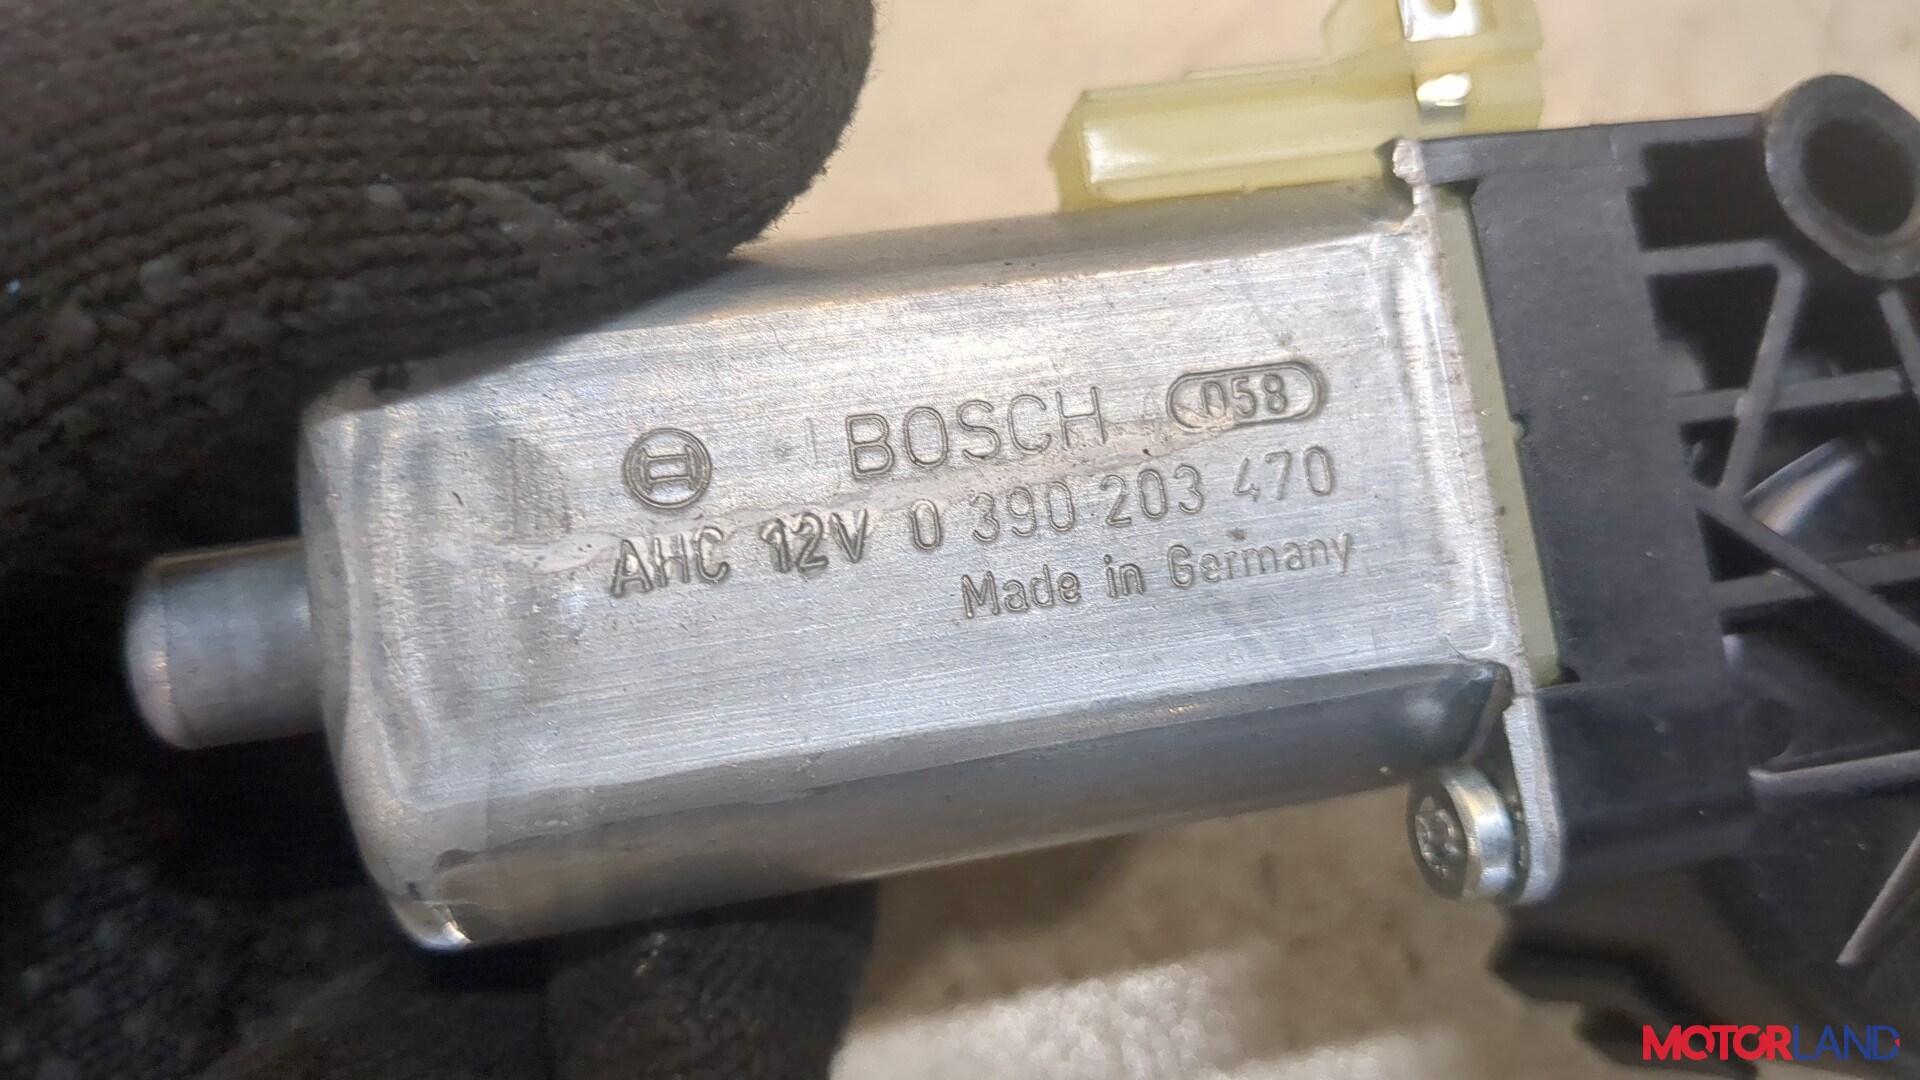 BOSCH 058
AHC 12V 0 390 203 470
Made in Germany
MOTORLAND